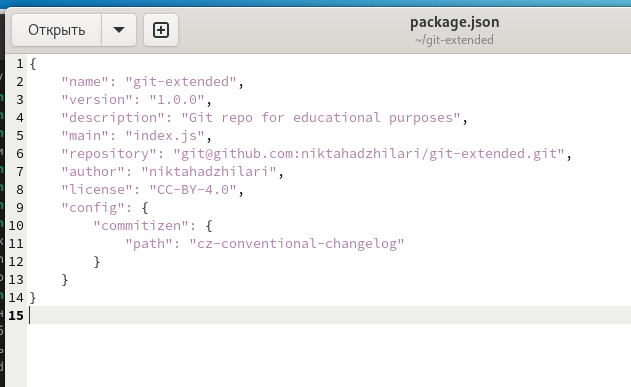 Открыть
package.json
~/git-extended
1 {
2     "name": "git-extended",
3     "version": "1.0.0",
4     "description": "Git repo for educational purposes",
5     "main": "index.js",
6     "repository": "git@github.com:niktahadzhilari/git-extended.git",
7     "author": "niktahadzhilari",
8     "license": "CC-BY-4.0",
9     "config": {
10         "commitizen": {
11             "path": "cz-conventional-changelog"
12         }
13     }
14 }
15